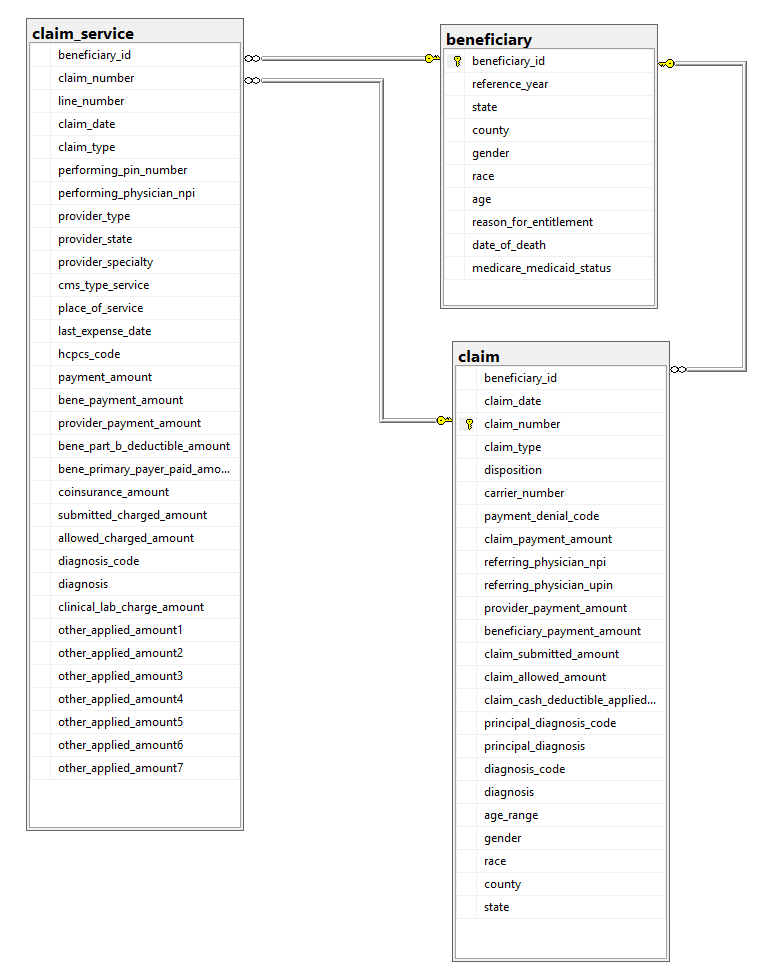 claim_service
beneficiary_id
claim_number
line_number
claim_date
claim_type
performing_pin_number
performing_physician_npi
provider_type
provider_state
provider_specialty
cms_type_service
place_of_service
last_expense_date
hcpcs_code
payment_amount
bene_payment_amount
provider_payment_amount
bene_part_b_deductible_amount
bene_primary_payer_paid_amo...
coinsurance_amount
submitted_charged_amount
allowed_charged_amount
diagnosis_code
diagnosis
clinical_lab_charge_amount
other_applied_amount1
other_applied_amount2
other_applied_amount3
other_applied_amount4
other_applied_amount5
other_applied_amount6
other_applied_amount7
beneficiary
beneficiary_id
reference_year
state
county
gender
race
age
reason_for_entitlement
date_of_death
medicare_medicaid_status
claim
beneficiary_id
claim_date
claim_number
claim_type
disposition
carrier_number
payment_denial_code
claim_payment_amount
referring_physician_npi
referring_physician_upin
provider_payment_amount
beneficiary_payment_amount
claim_submitted_amount
claim_allowed_amount
claim_cash_deductible_applied...
principal_diagnosis_code
principal_diagnosis
diagnosis_code
diagnosis
age_range
gender
race
county
state